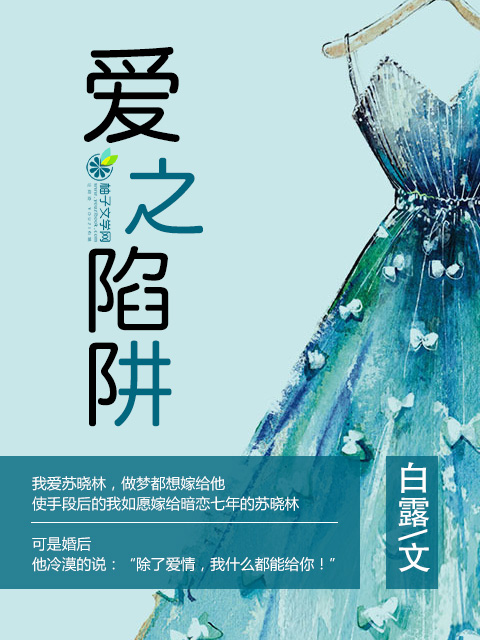 爱之陷阱
柚子文学网
我爱苏晓林，做梦都想嫁给他
使手段后的我如愿嫁给暗恋七年的苏晓林
可是婚后
他冷漠的说：“除了爱情，我什么都能给你！”
白露/文